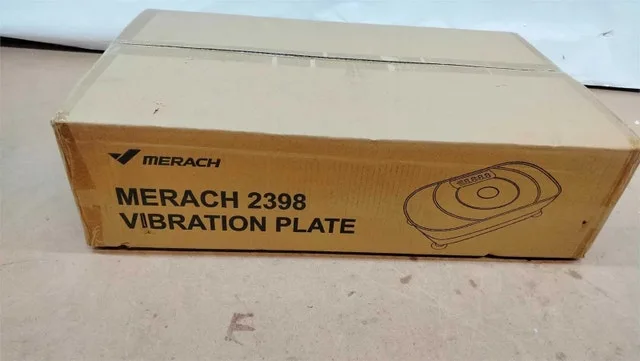 MERACH
MERACH 2398
VIBRATION PLATE
F